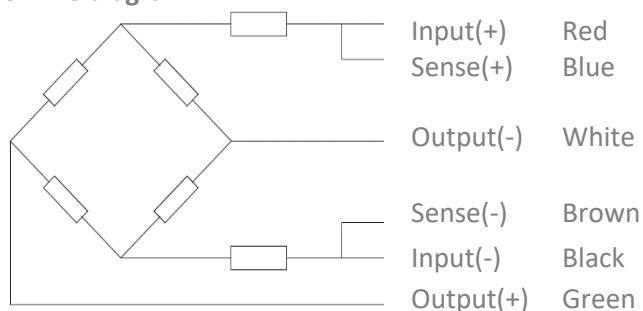 Input(+) Red
Sense(+) Blue
Output(-) White
Sense(-) Brown
Input(-) Black
Output(+) Green